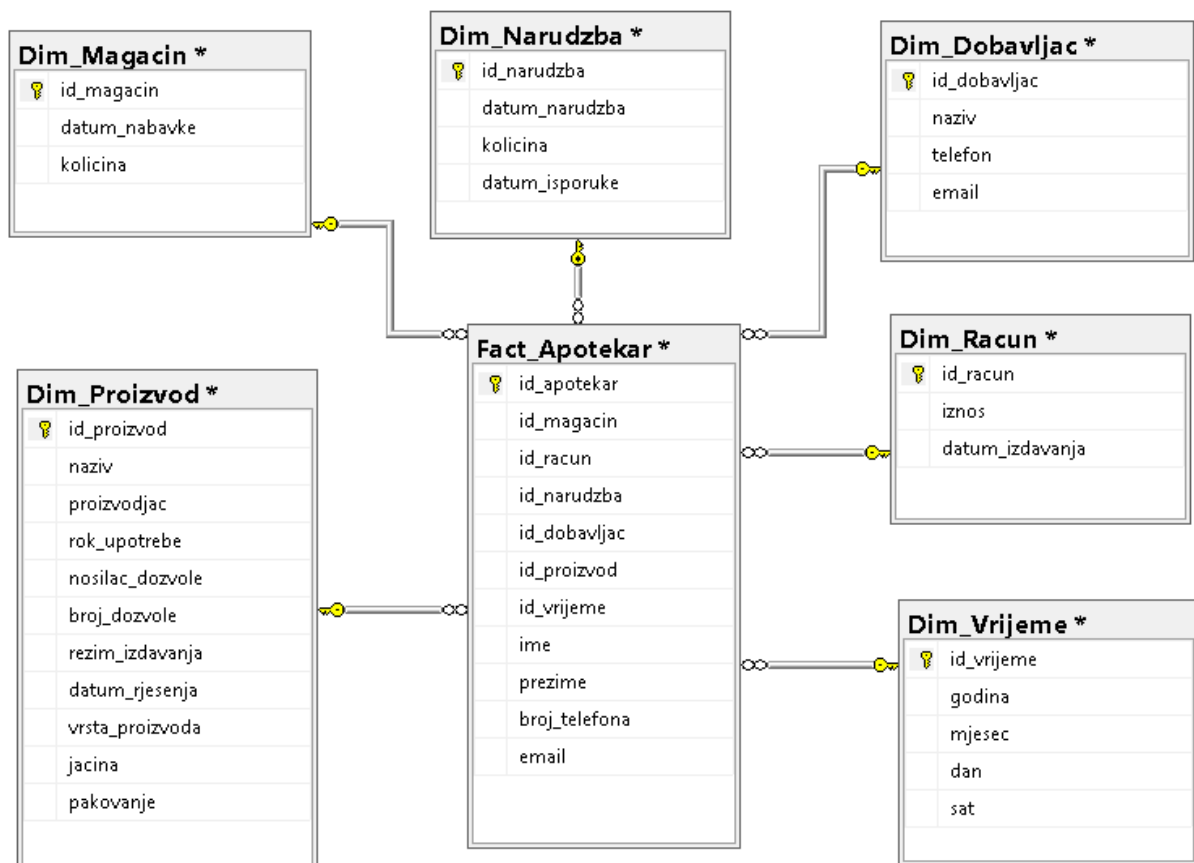 Dim_Magacin *
id_magacin
datum_nabavke
kolicina
Dim_Narudzba *
id_narudzba
datum_narudzba
kolicina
datum_isporuke
Dim_Dobavljac *
id_dobavljac
naziv
telefon
email
Dim_Proizvod *
id_proizvod
naziv
proizvodjac
rok_upotrebe
nosilac_dozvole
broj_dozvole
rezim_izdavanja
datum_rjesenja
vrsta_proizvoda
jacina
pakovanje
Fact_Apotekar *
id_apotekar
id_magacin
id_racun
id_narudzba
id_dobavljac
id_proizvod
id_vrijeme
ime
prezime
broj_telefona
email
Dim_Racun *
id_racun
iznos
datum_izdavanja
Dim_Vrijeme *
id_vrijeme
godina
mjesec
dan
sat